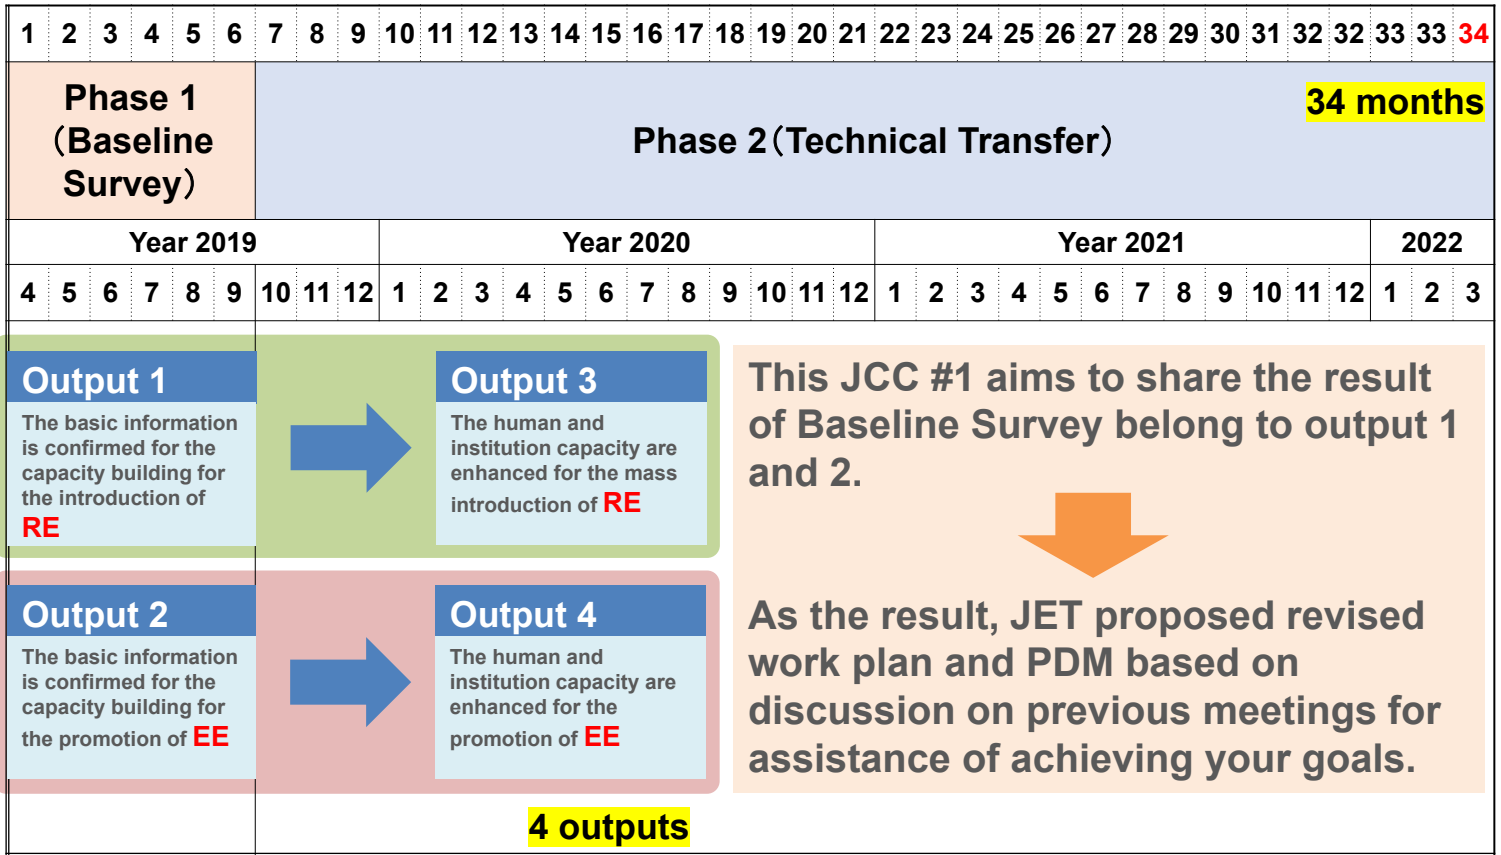 1 2 3 4 5 6 7 8 9 10 11 12 13 14 15 16 17 18 19 20 21 22 23 24 25 26 27 28 29 30 31 32 32 33 33 34
Phase 1
（Baseline
Survey）
Phase 2（Technical Transfer）
34 months
Year 2019 Year 2020 Year 2021 2022
4 5 6 7 8 9 10 11 12 1 2 3 4 5 6 7 8 9 10 11 12 1 2 3 4 5 6 7 8 9 10 11 12 1 2 3
Output 1
The basic information
is confirmed for the
capacity building for
the introduction of
RE
Output 3
The human and
institution capacity are
enhanced for the mass
introduction of RE
Output 2
The basic information
is confirmed for the
capacity building for
the promotion of EE
Output 4
The human and
institution capacity are
enhanced for the
promotion of EE
4 outputs
This JCC #1 aims to share the result
of Baseline Survey belong to output 1
and 2.
As the result, JET proposed revised
work plan and PDM based on
discussion on previous meetings for
assistance of achieving your goals.